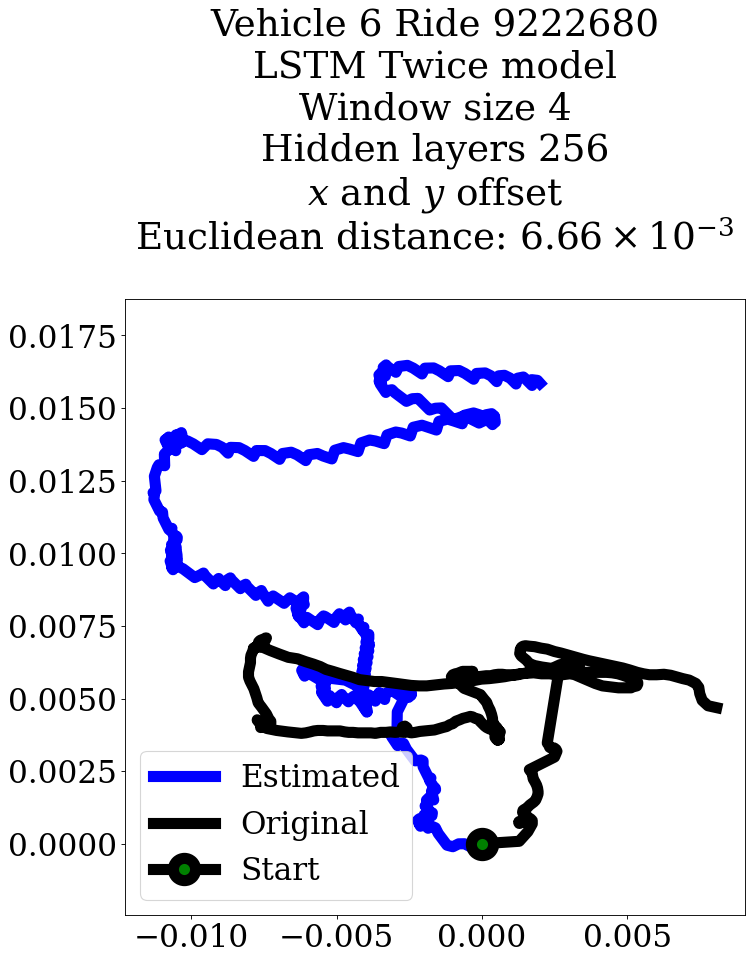 Vehicle 6 Ride 9222680
LSTM Twice model
Window size 4
Hidden layers 256
x and y offset
Euclidean distance: 6.66 × 10⁻³
0.0175
0.0150
0.0125
0.0100
0.0075
0.0050
0.0025
0.0000
Estimated
Original
Start
−0.010 −0.005 0.000 0.005